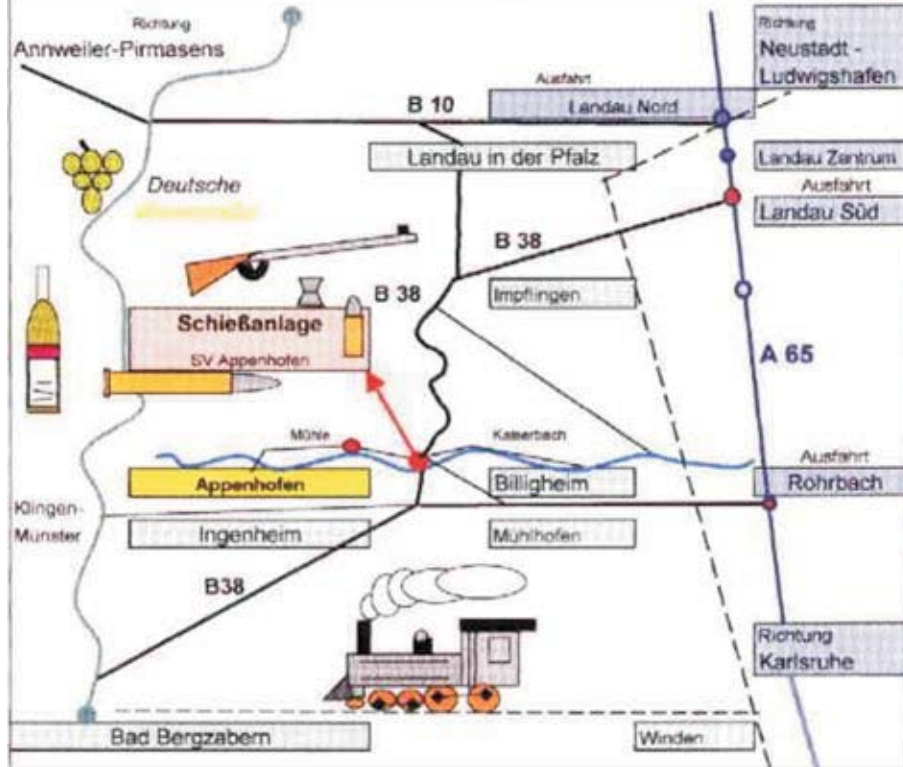 Richtung
Annweiler-Pirmasens
Richtung
Neustadt -
Ludwigshafen
Ausfahrt
Landau Nord
B 10
Landau in der Pfalz
Landau Zentrum
Ausfahrt
Landau Süd
Deutsche
B 38
B 38
Impflingen
Schießanlage
SV Appenhofen
A 65
Mühle
Kaiserbach
Ausfahrt
Rohrbach
Appenhofen
Billigheim
Klingen-
Münster
Ingenheim
Mühlhofen
B38
Richtung
Karlsruhe
Bad Bergzabern
Winden